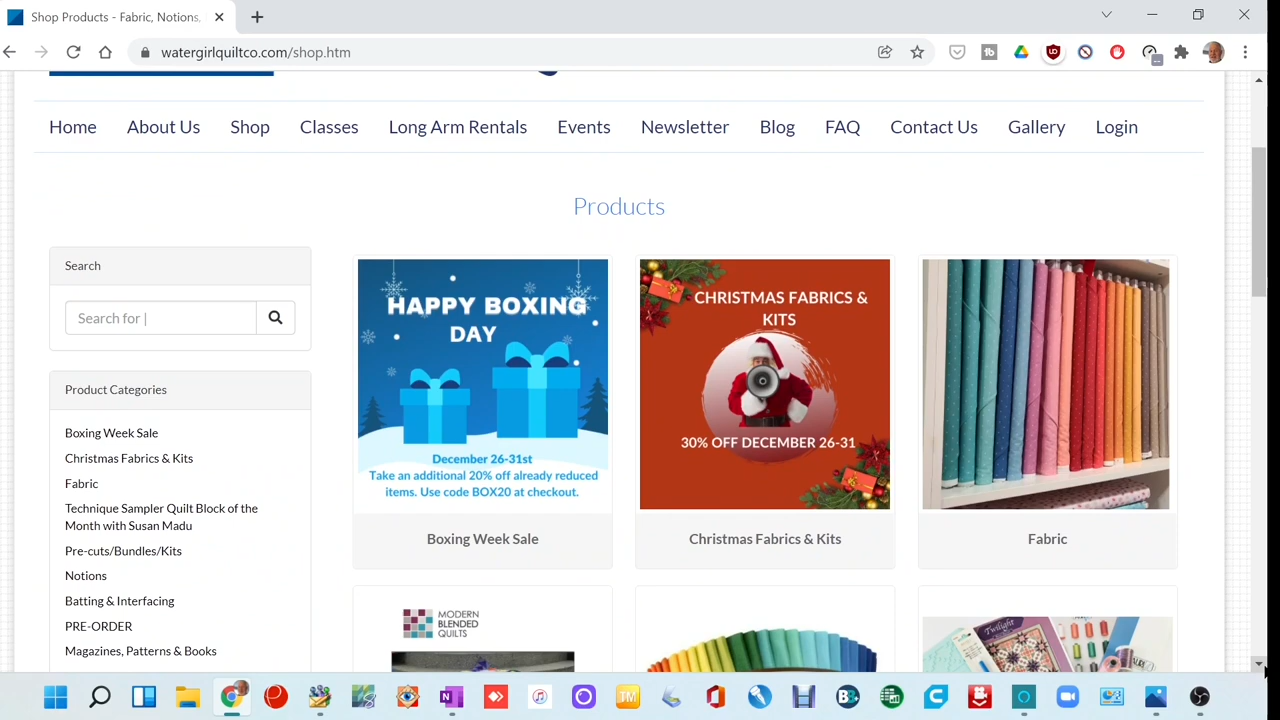 Shop Products - Fabric, Notions,
watergirlquiltco.com/shop.htm
Home About Us Shop Classes Long Arm Rentals Events Newsletter Blog FAQ Contact Us Gallery Login
Products
Search
Search for |
Product Categories
Boxing Week Sale
Christmas Fabrics & Kits
Fabric
Technique Sampler Quilt Block of the
Month with Susan Madu
Pre-cuts/Bundles/Kits
Notions
Batting & Interfacing
PRE-ORDER
Magazines, Patterns & Books
HAPPY BOXING
DAY
December 26-31st
Take an additional 20% off already reduced
items. Use code BOX20 at checkout.
Boxing Week Sale
CHRISTMAS FABRICS &
KITS
30% OFF DECEMBER 26-31
Christmas Fabrics & Kits
Fabric
MODERN
BLENDED
QUILTS
Twilight